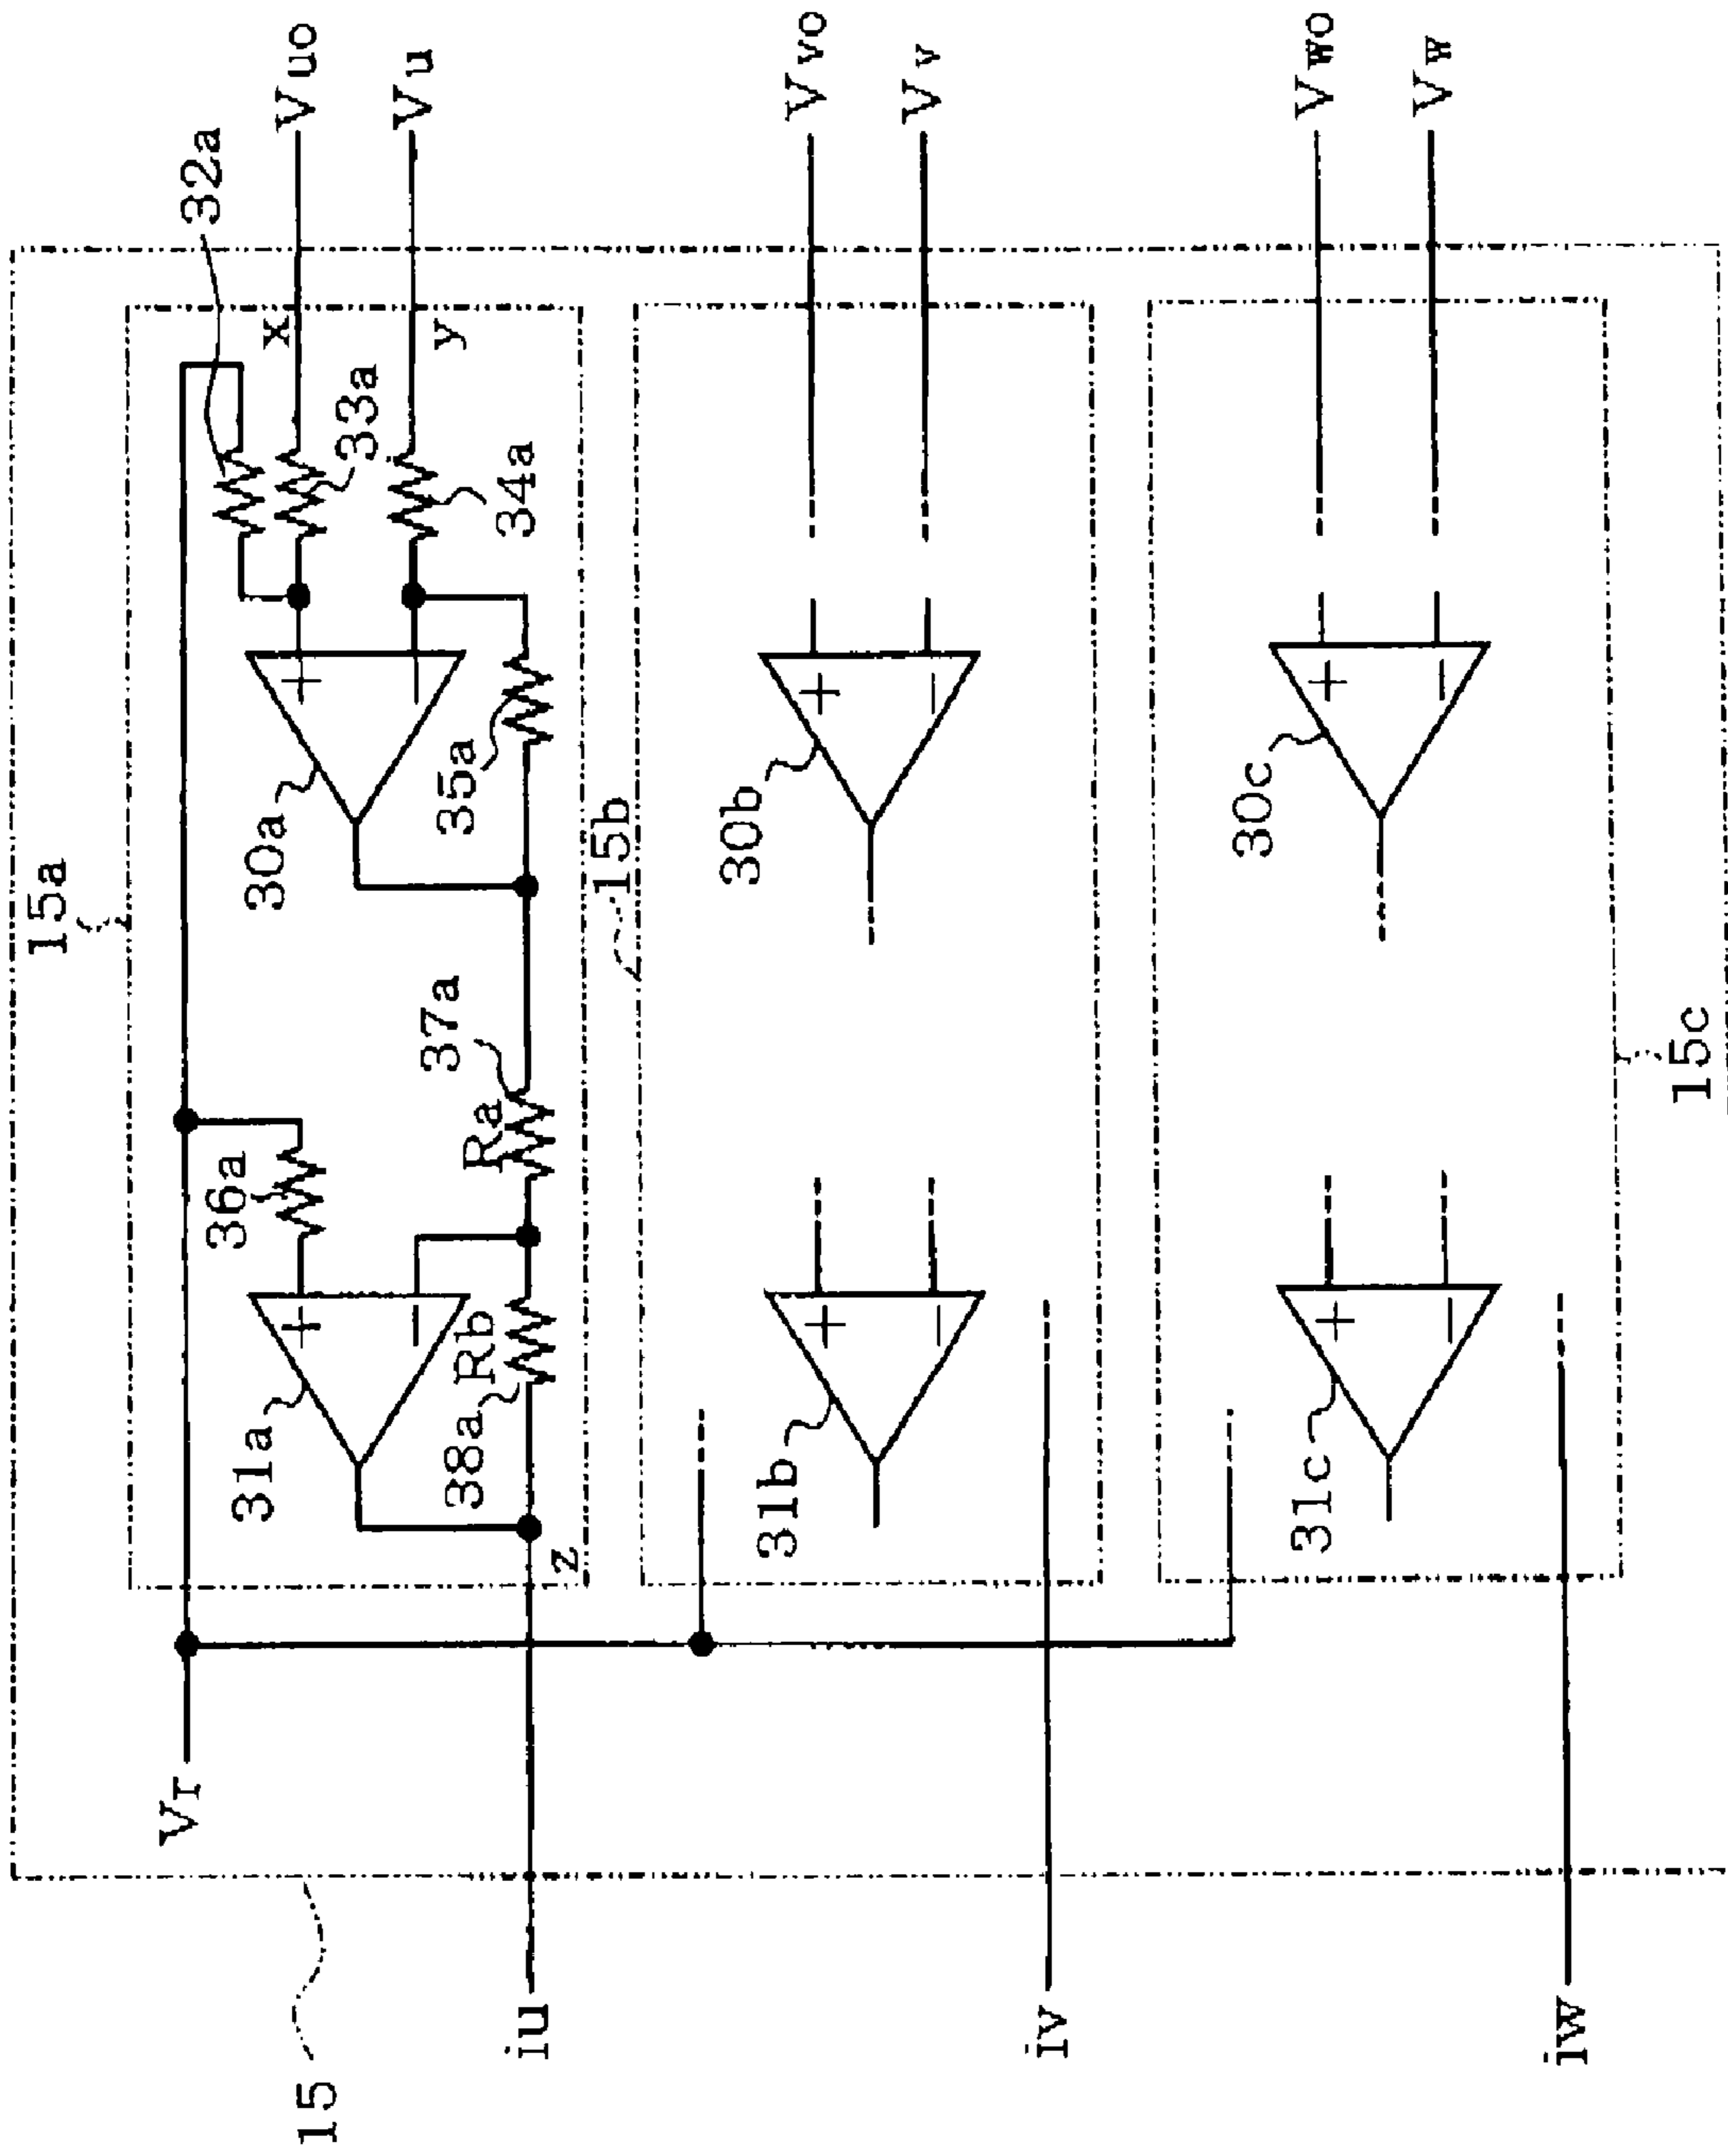 15
15a
Vr
32a
x
Vuo
36a
33a
31a
30a
y
Vu
38a
Rb
Ra
37a
35a
34a
z
iu
15b
31b
30b
Vvo
Vv
iv
31c
30c
Vwo
Vw
iw
15c
+
−
+
−
+
−
+
−
+
−
+
−